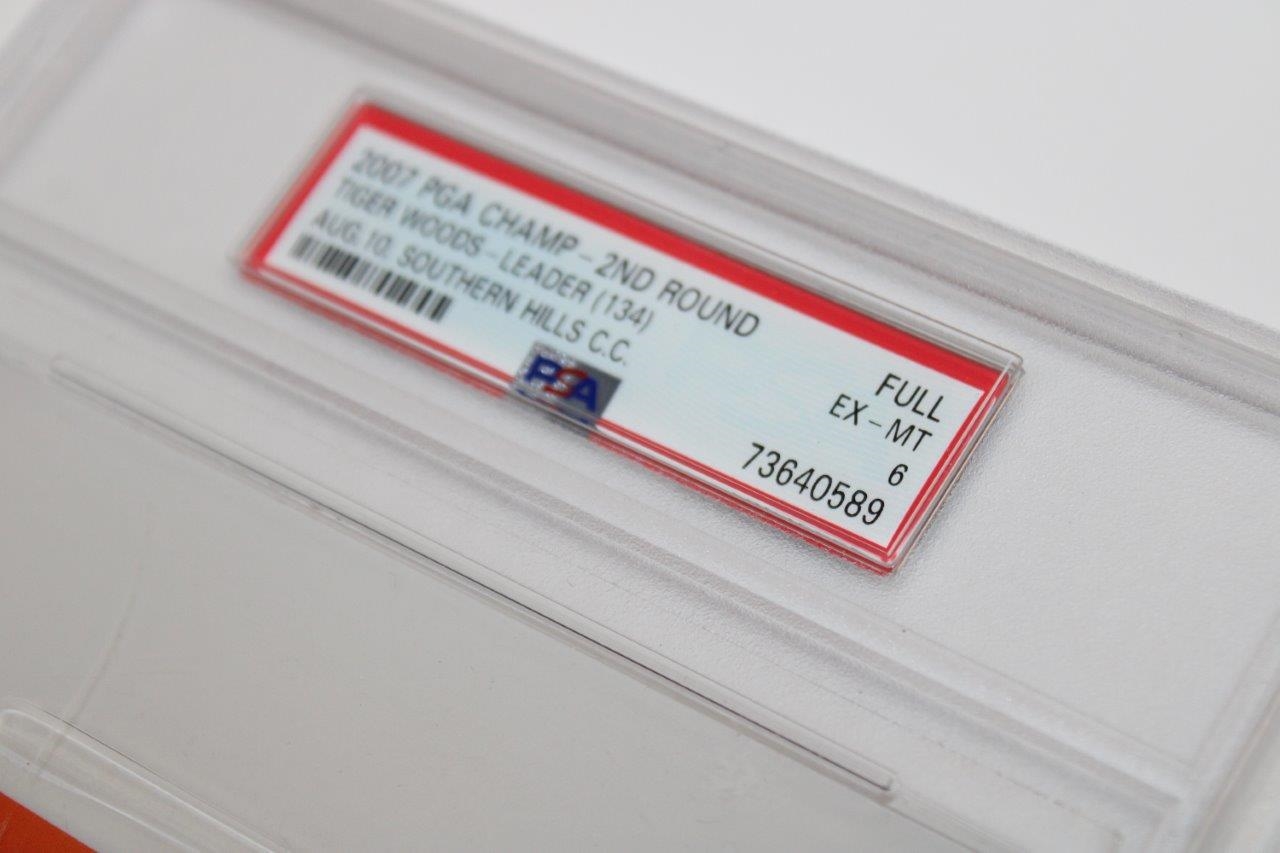 2007 PGA CHAMP - 2ND ROUND
TIGER WOODS - LEADER (134)
AUG.10, SOUTHERN HILLS C.C.
FULL
EX - MT
6
73640589
PSA